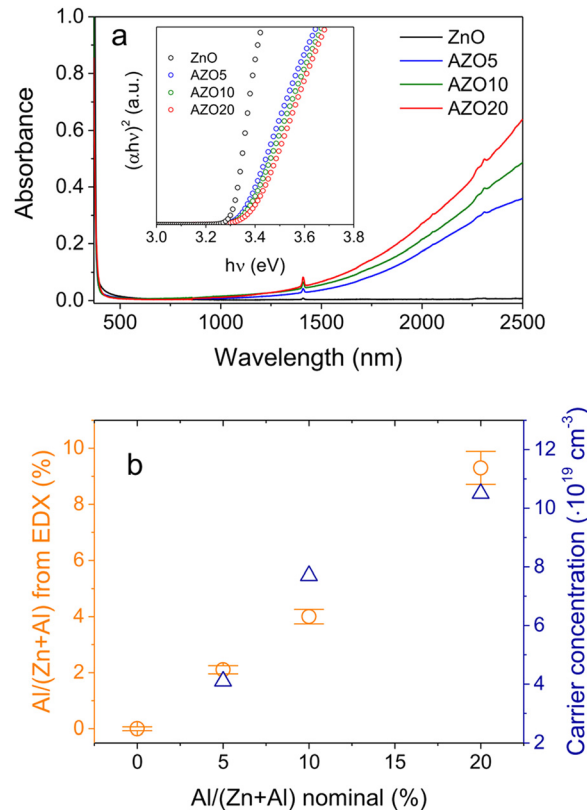 a
ZnO
AZO5
AZO10
AZO20
(αhν)² (a.u.)
3.0 3.2 3.4 3.6 3.8
hν (eV)
ZnO
AZO5
AZO10
AZO20
Absorbance
1.0
0.8
0.6
0.4
0.2
0.0
500 1000 1500 2000 2500
Wavelength (nm)
b
Al/(Zn+Al) from EDX (%)
10
8
6
4
2
0
Carrier concentration (·10¹⁹ cm⁻³)
12
10
8
6
4
2
0 5 10 20
Al/(Zn+Al) nominal (%)